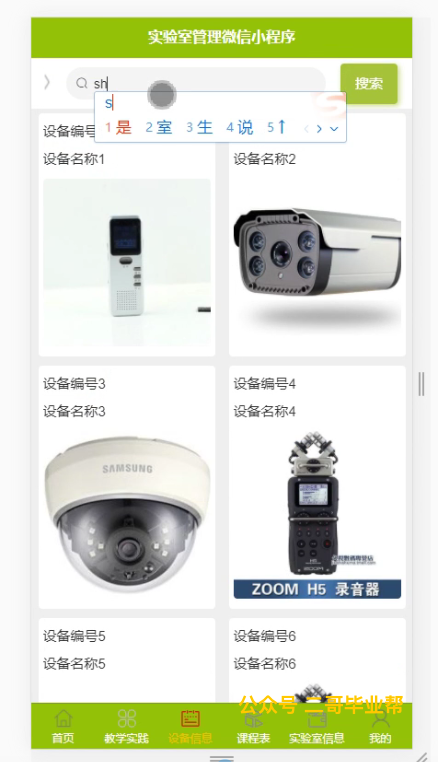 实验室管理微信小程序
sh
搜索
s
1 是 2 室 3 生 4 说 5
设备编号
设备名称1
设备名称2
设备编号3
设备名称3
SAMSUNG
设备编号4
设备名称4
ZOOM H5 录音器
设备编号5
设备名称5
设备编号6
设备名称6
公众号 二哥毕业帮
首页
教学实践
设备信息
课程表
实验室信息
我的